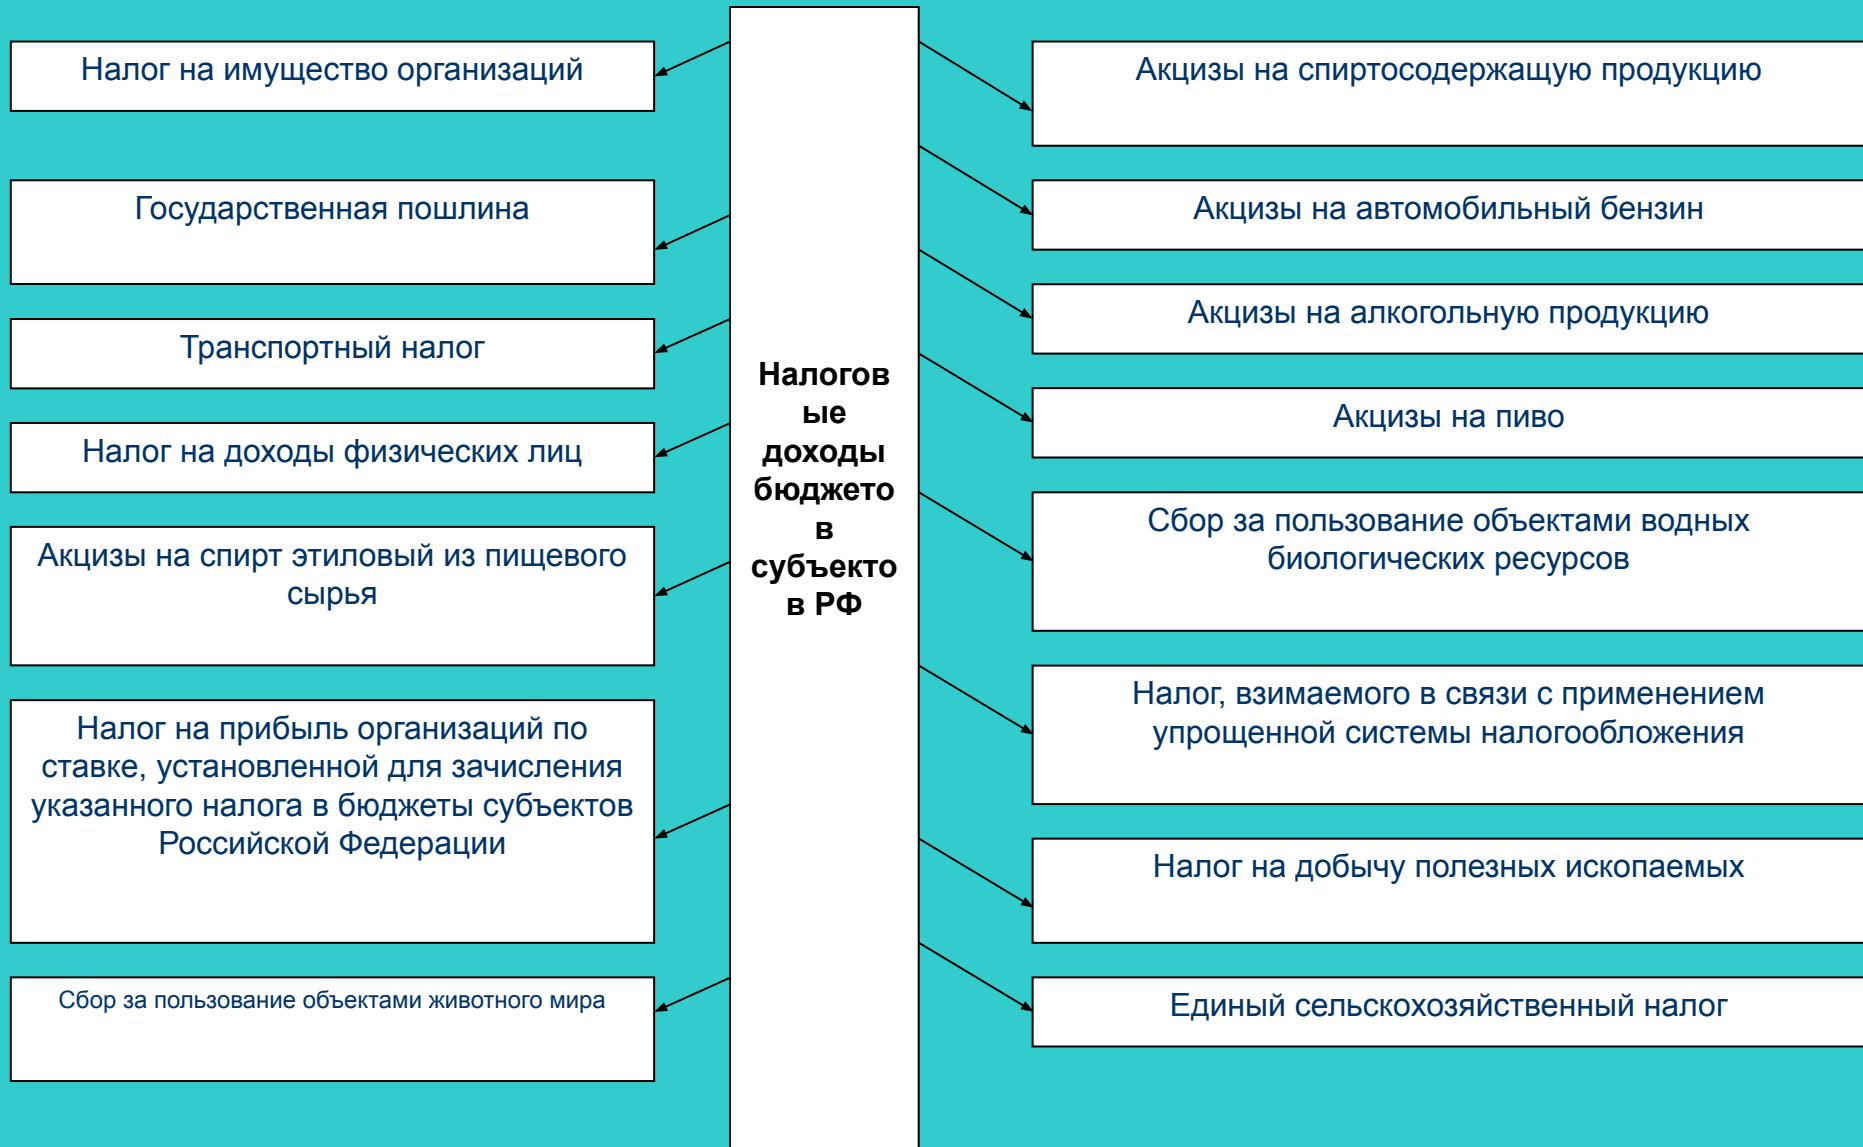 Налог на имущество организаций
Государственная пошлина
Транспортный налог
Налог на доходы физических лиц
Акцизы на спирт этиловый из пищевого
сырья
Налог на прибыль организаций по
ставке, установленной для зачисления
указанного налога в бюджеты субъектов
Российской Федерации
Сбор за пользование объектами животного мира
Налогов
ые
доходы
бюджето
в
субъекто
в РФ
Акцизы на спиртосодержащую продукцию
Акцизы на автомобильный бензин
Акцизы на алкогольную продукцию
Акцизы на пиво
Сбор за пользование объектами водных
биологических ресурсов
Налог, взимаемого в связи с применением
упрощенной системы налогообложения
Налог на добычу полезных ископаемых
Единый сельскохозяйственный налог